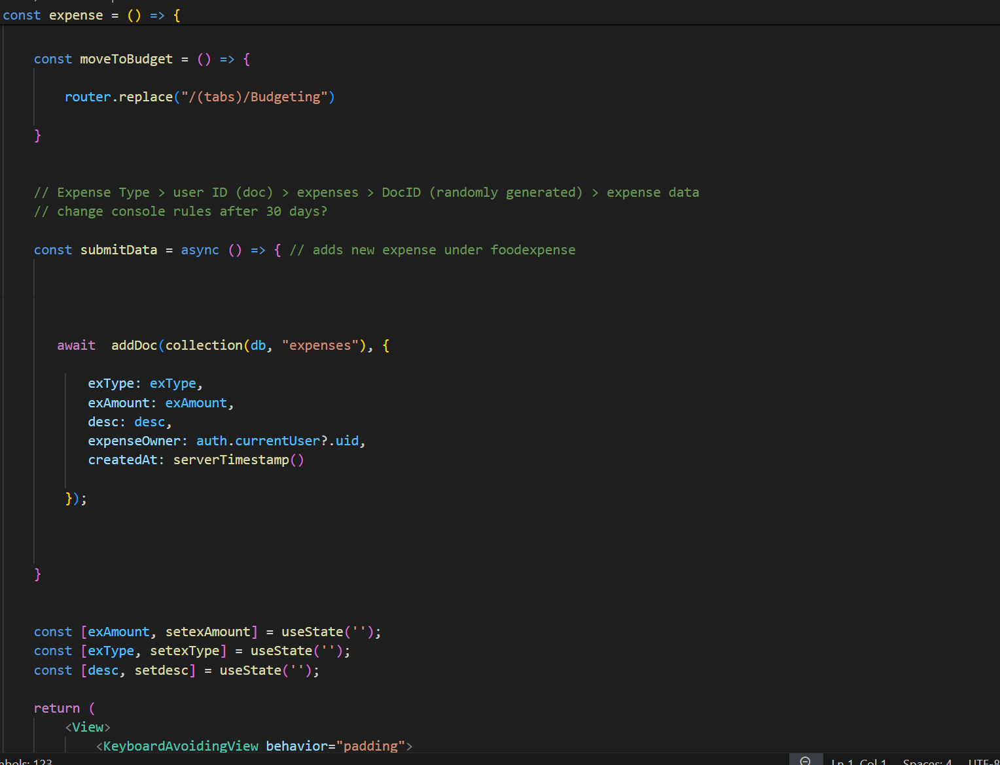 const expense = () => {
const moveToBudget = () => {
router.replace("/(tabs)/Budgeting")
}
// Expense Type > user ID (doc) > expenses > DocID (randomly generated) > expense data
// change console rules after 30 days?
const submitData = async () => { // adds new expense under foodexpense
await  addDoc(collection(db, "expenses"), {
exType: exType,
exAmount: exAmount,
desc: desc,
expenseOwner: auth.currentUser?.uid,
createdAt: serverTimestamp()
});
}
const [exAmount, setexAmount] = useState('');
const [exType, setexType] = useState('');
const [desc, setdesc] = useState('');
return (
<View>
<KeyboardAvoidingView behavior="padding">
Ln 1, Col 1 Spaces: 4 UTF-8